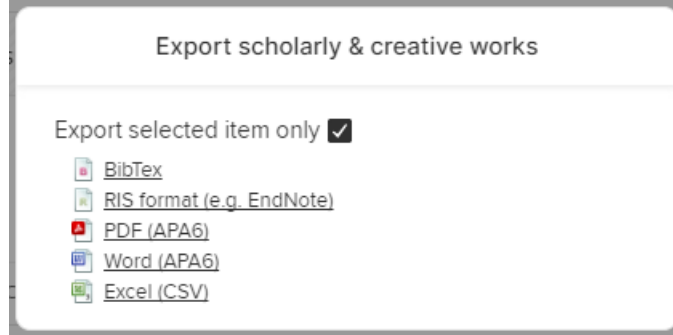 Export scholarly & creative works
Export selected item only
BibTex
RIS format (e.g. EndNote)
PDF (APA6)
Word (APA6)
Excel (CSV)